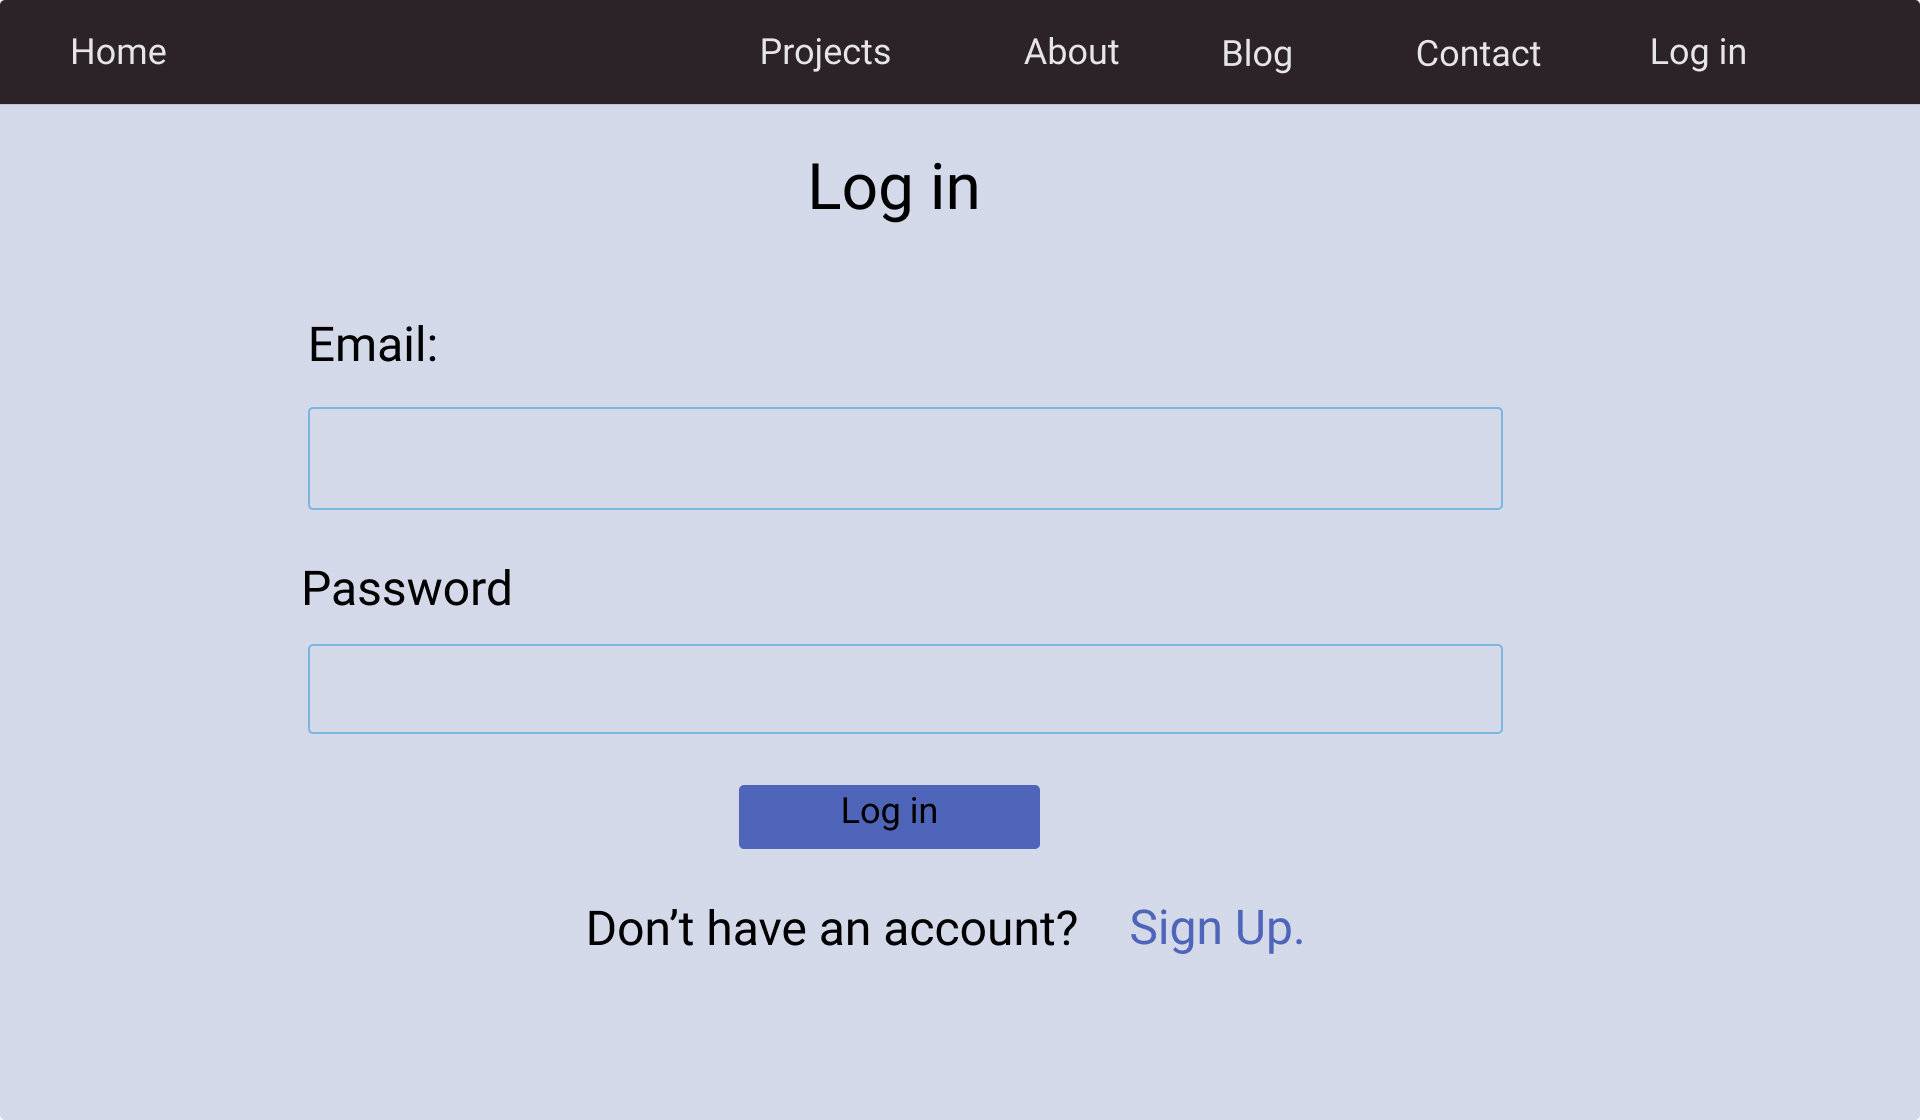 Home Projects About Blog Contact Log in
Log in
Email:
Password
Log in
Don’t have an account? Sign Up.